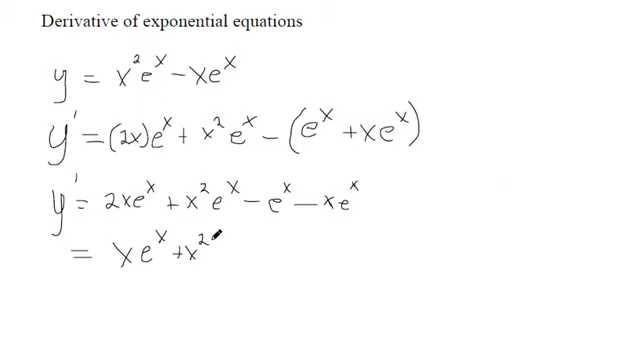 Derivative of exponential equations
y = x²eˣ - xeˣ
y' = (2x)eˣ + x²eˣ - (eˣ + xeˣ)
y' = 2xeˣ + x²eˣ - eˣ - xeˣ
= xeˣ + x²